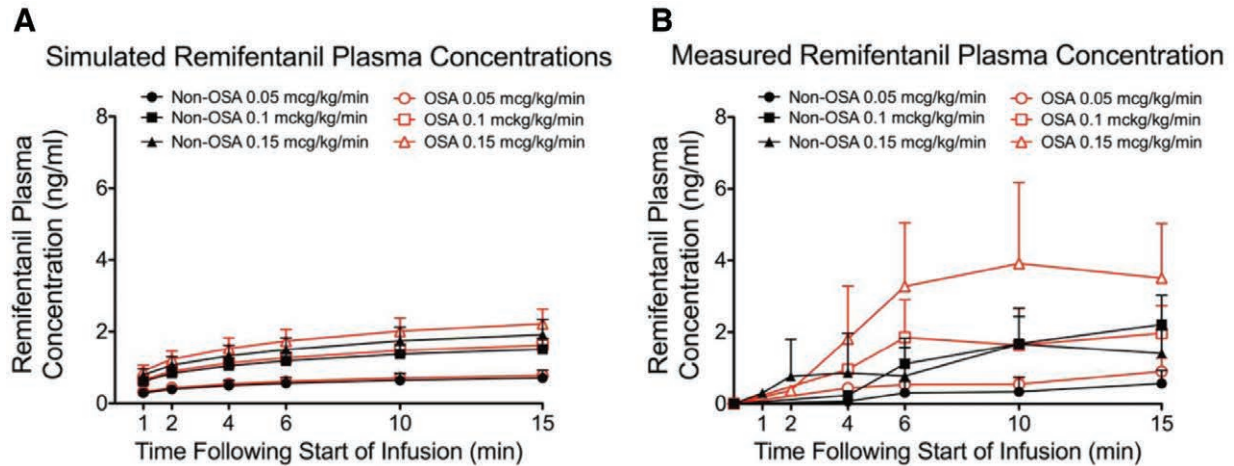 A
Simulated Remifentanil Plasma Concentrations
Non-OSA 0.05 mcg/kg/min OSA 0.05 mcg/kg/min
Non-OSA 0.1 mckg/kg/min OSA 0.1 mckg/kg/min
Non-OSA 0.15 mcg/kg/min OSA 0.15 mcg/kg/min
Remifentanil Plasma
Concentration (ng/ml)
8
6
4
2
0
1 2 4 6 10 15
Time Following Start of Infusion (min)
B
Measured Remifentanil Plasma Concentration
Non-OSA 0.05 mcg/kg/min OSA 0.05 mcg/kg/min
Non-OSA 0.1 mcg/kg/min OSA 0.1 mckg/kg/min
Non-OSA 0.15 mcg/kg/min OSA 0.15 mcg/kg/min
Remifentanil Plasma
Concentration (ng/ml)
8
6
4
2
0
1 2 4 6 10 15
Time Following Start of Infusion (min)